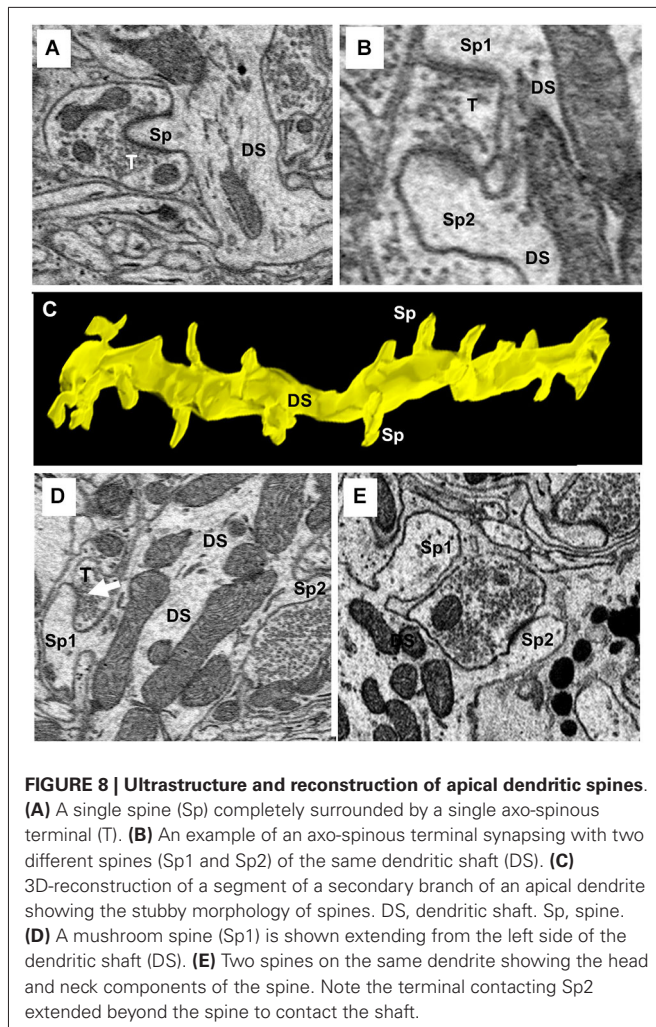 A
B
Sp1
DS
T
Sp
T
DS
Sp2
DS
C
Sp
DS
Sp
D
E
DS
Sp1
T
Sp2
DS
Sp1
DS
Sp2
FIGURE 8 | Ultrastructure and reconstruction of apical dendritic spines.
(A) A single spine (Sp) completely surrounded by a single axo-spinous
terminal (T). (B) An example of an axo-spinous terminal synapsing with two
different spines (Sp1 and Sp2) of the same dendritic shaft (DS). (C)
3D-reconstruction of a segment of a secondary branch of an apical dendrite
showing the stubby morphology of spines. DS, dendritic shaft. Sp, spine.
(D) A mushroom spine (Sp1) is shown extending from the left side of the
dendritic shaft (DS). (E) Two spines on the same dendrite showing the head
and neck components of the spine. Note the terminal contacting Sp2
extended beyond the spine to contact the shaft.